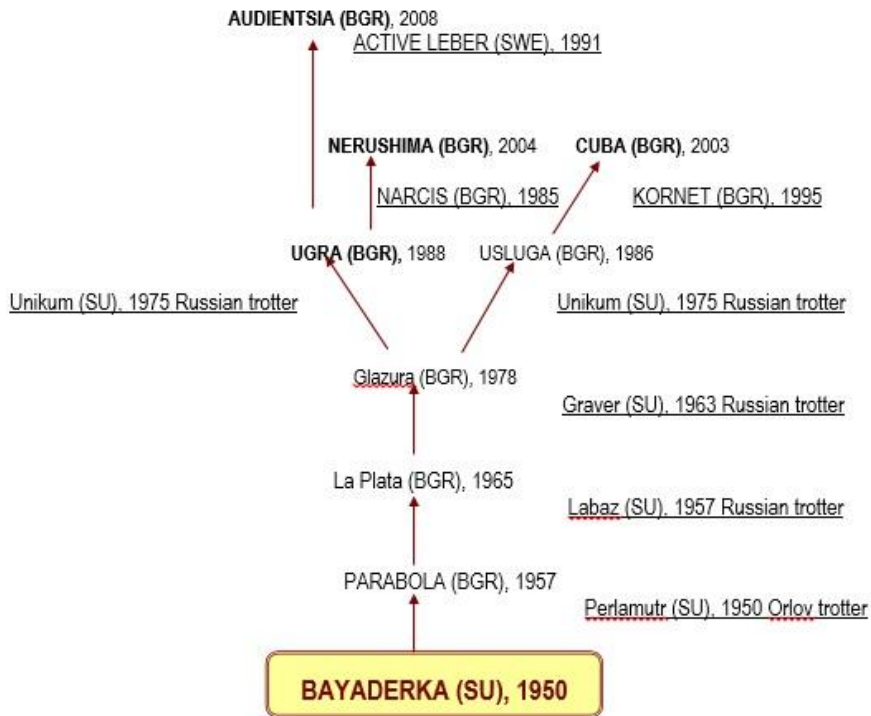 AUDIENTSIA (BGR), 2008
ACTIVE LEBER (SWE), 1991
NERUSHIMA (BGR), 2004 CUBA (BGR), 2003
NARCIS (BGR), 1985 KORNET (BGR), 1995
UGRA (BGR), 1988 USLUGA (BGR), 1986
Unikum (SU), 1975 Russian trotter Unikum (SU), 1975 Russian trotter
Glazura (BGR), 1978
Graver (SU), 1963 Russian trotter
La Plata (BGR), 1965
Labaz (SU), 1957 Russian trotter
PARABOLA (BGR), 1957
Perlamutr (SU), 1950 Orlov trotter
BAYADERKA (SU), 1950